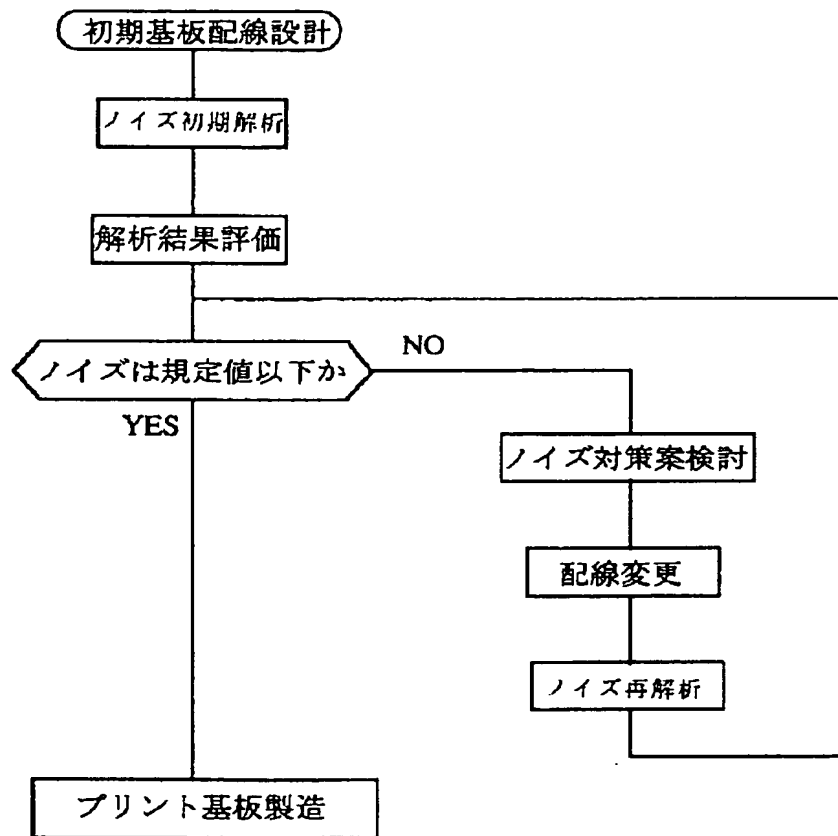 初期基板配線設計
ノイズ初期解析
解析結果評価
ノイズは規定値以下か
NO
YES
ノイズ対策案検討
配線変更
ノイズ再解析
プリント基板製造